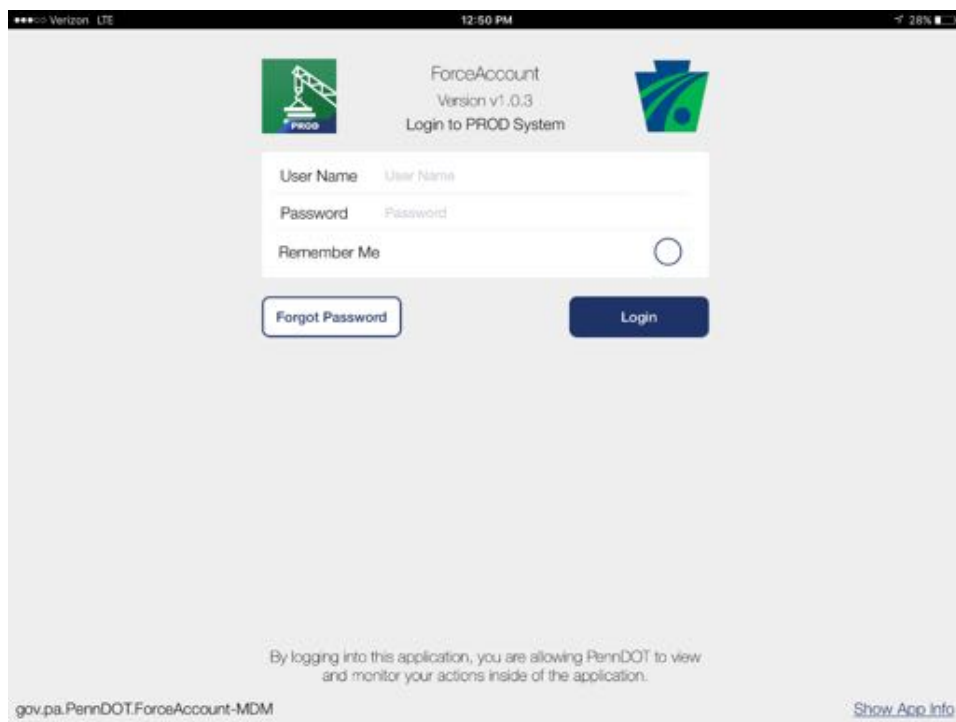 Verizon LTE 12:50 PM 28%
ForceAccount
Version v1.0.3
PROD Login to PROD System
User Name User Name
Password Password
Remember Me
Forgot Password Login
By logging into this application, you are allowing PennDOT to view
and monitor your actions inside of the application.
gov.pa.PennDOT.ForceAccount-MDM Show App Info